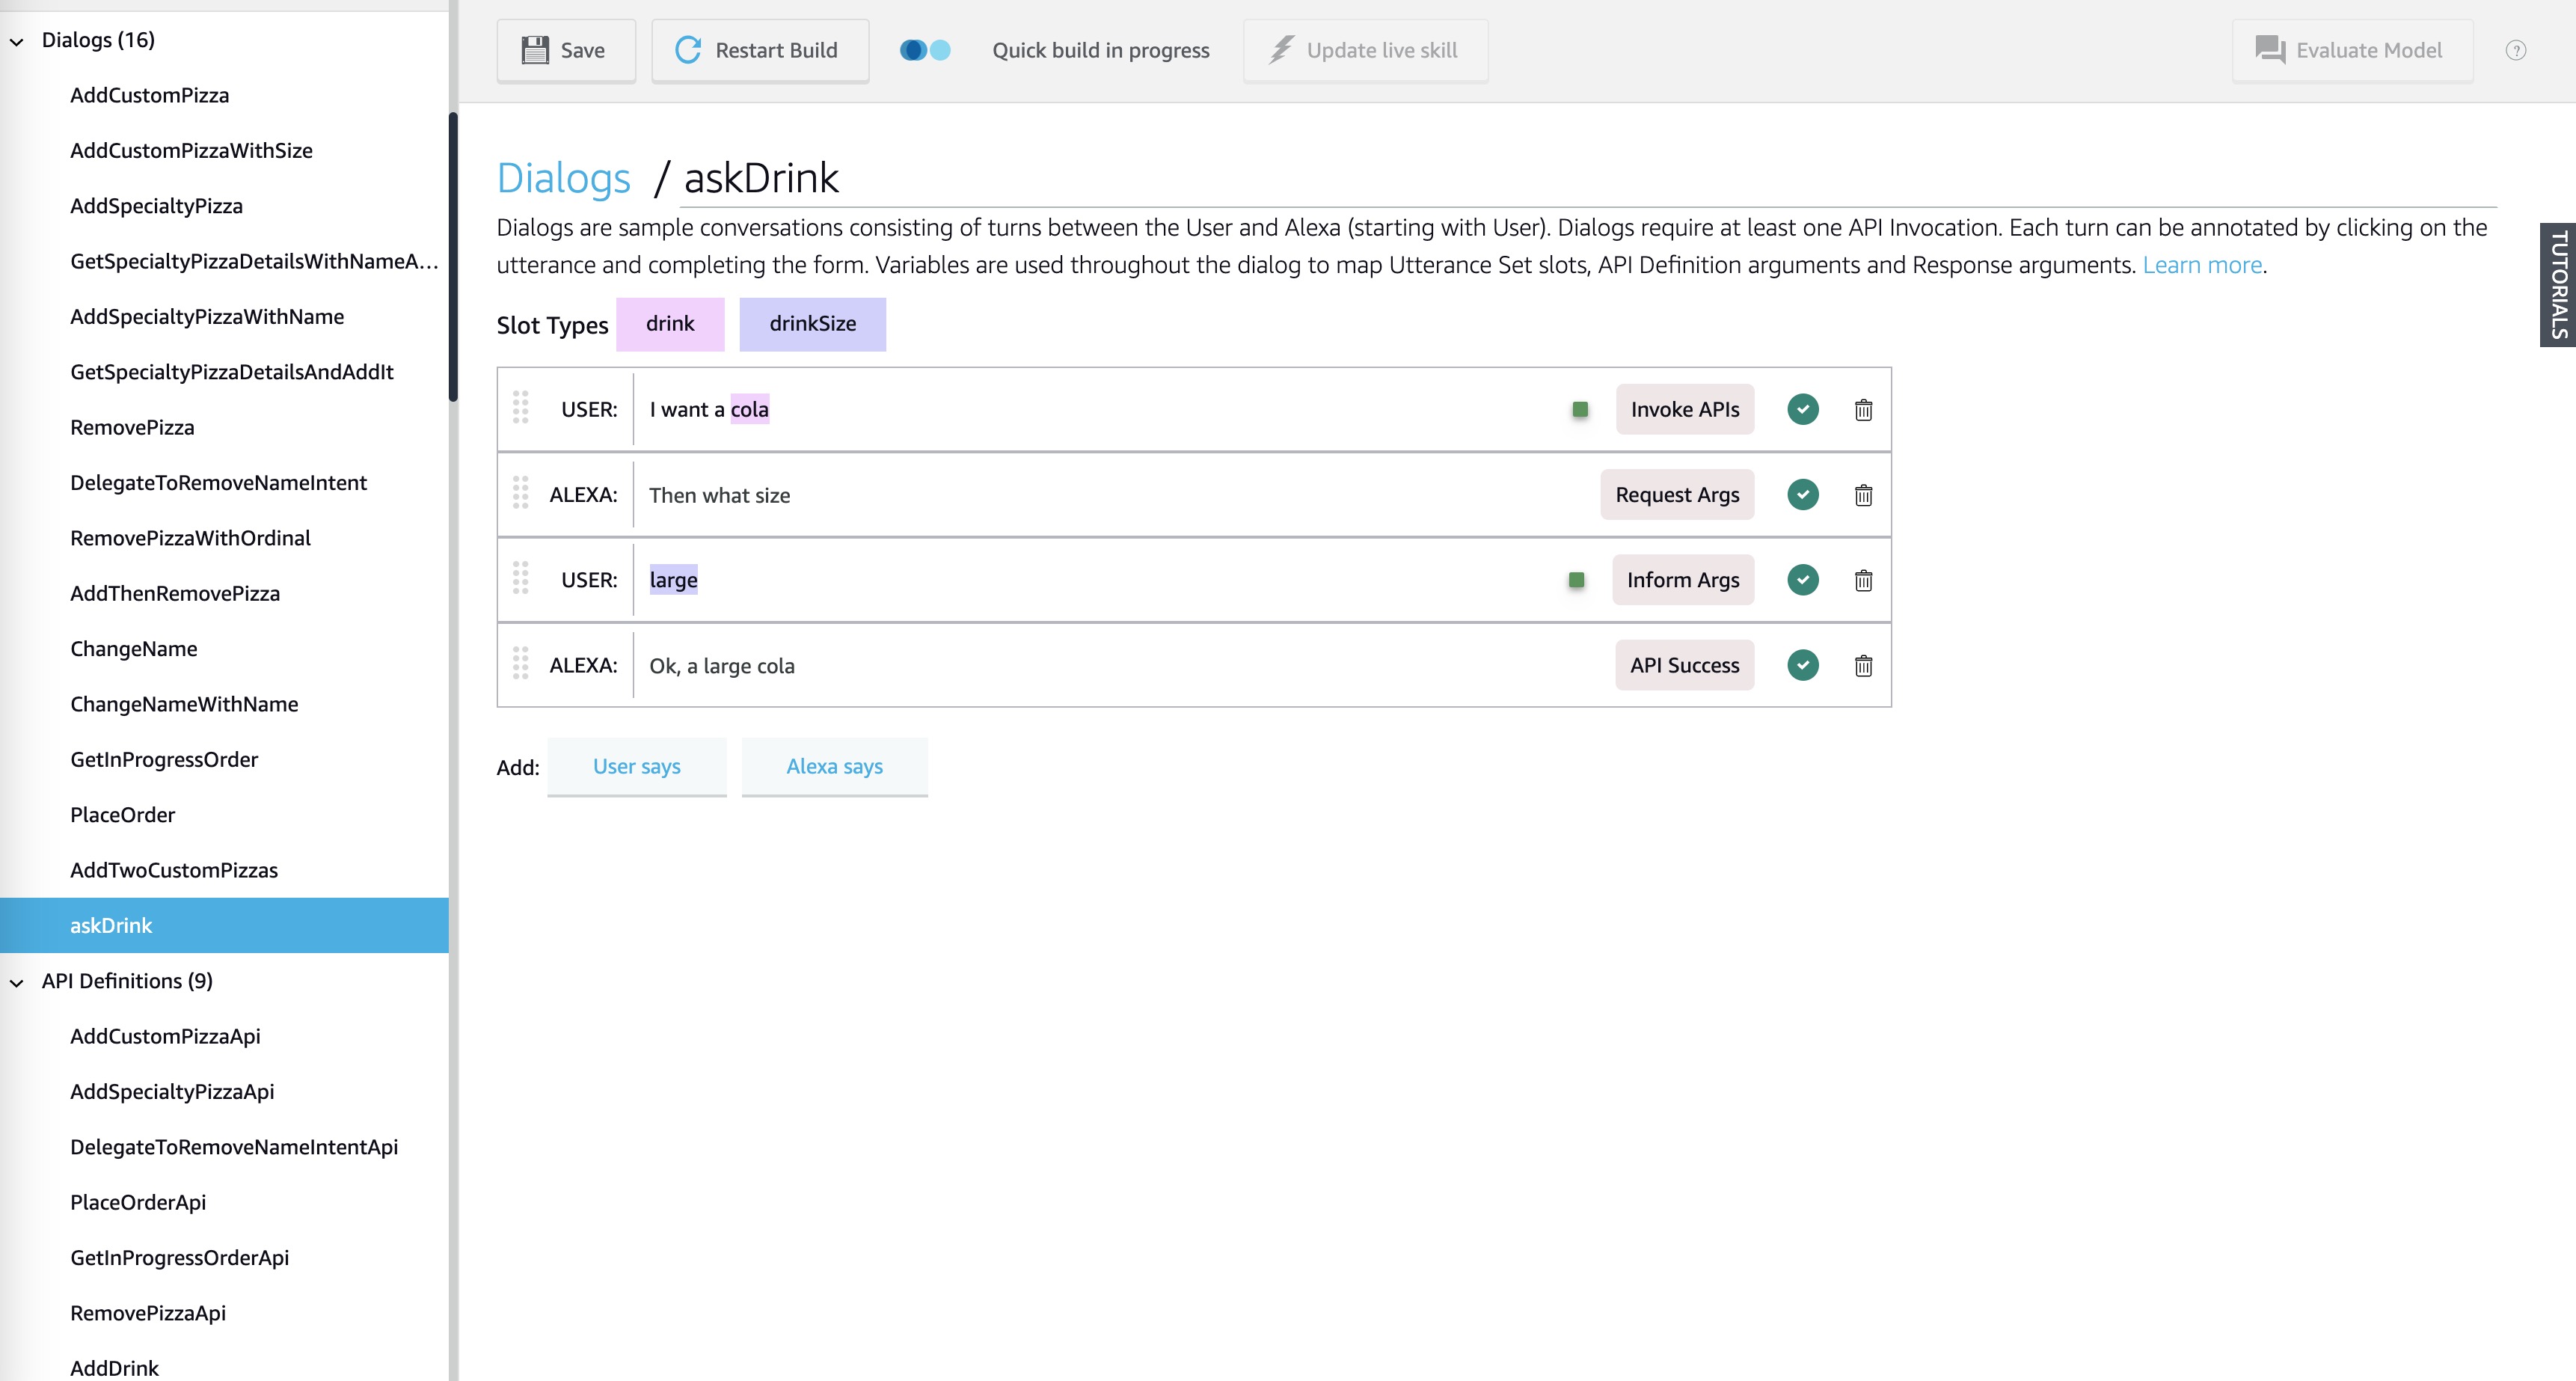 Dialogs (16)
AddCustomPizza
AddCustomPizzaWithSize
AddSpecialtyPizza
GetSpecialtyPizzaDetailsWithNameA...
AddSpecialtyPizzaWithName
GetSpecialtyPizzaDetailsAndAddIt
RemovePizza
DelegateToRemoveNameIntent
RemovePizzaWithOrdinal
AddThenRemovePizza
ChangeName
ChangeNameWithName
GetInProgressOrder
PlaceOrder
AddTwoCustomPizzas
askDrink
API Definitions (9)
AddCustomPizzaApi
AddSpecialtyPizzaApi
DelegateToRemoveNameIntentApi
PlaceOrderApi
GetInProgressOrderApi
RemovePizzaApi
AddDrink
Save Restart Build Quick build in progress Update live skill Evaluate Model ?
Dialogs / askDrink
Dialogs are sample conversations consisting of turns between the User and Alexa (starting with User). Dialogs require at least one API Invocation. Each turn can be annotated by clicking on the
utterance and completing the form. Variables are used throughout the dialog to map Utterance Set slots, API Definition arguments and Response arguments. Learn more.
Slot Types drink drinkSize
USER: I want a cola Invoke APIs
ALEXA: Then what size Request Args
USER: large Inform Args
ALEXA: Ok, a large cola API Success
Add: User says Alexa says
TUTORIALS